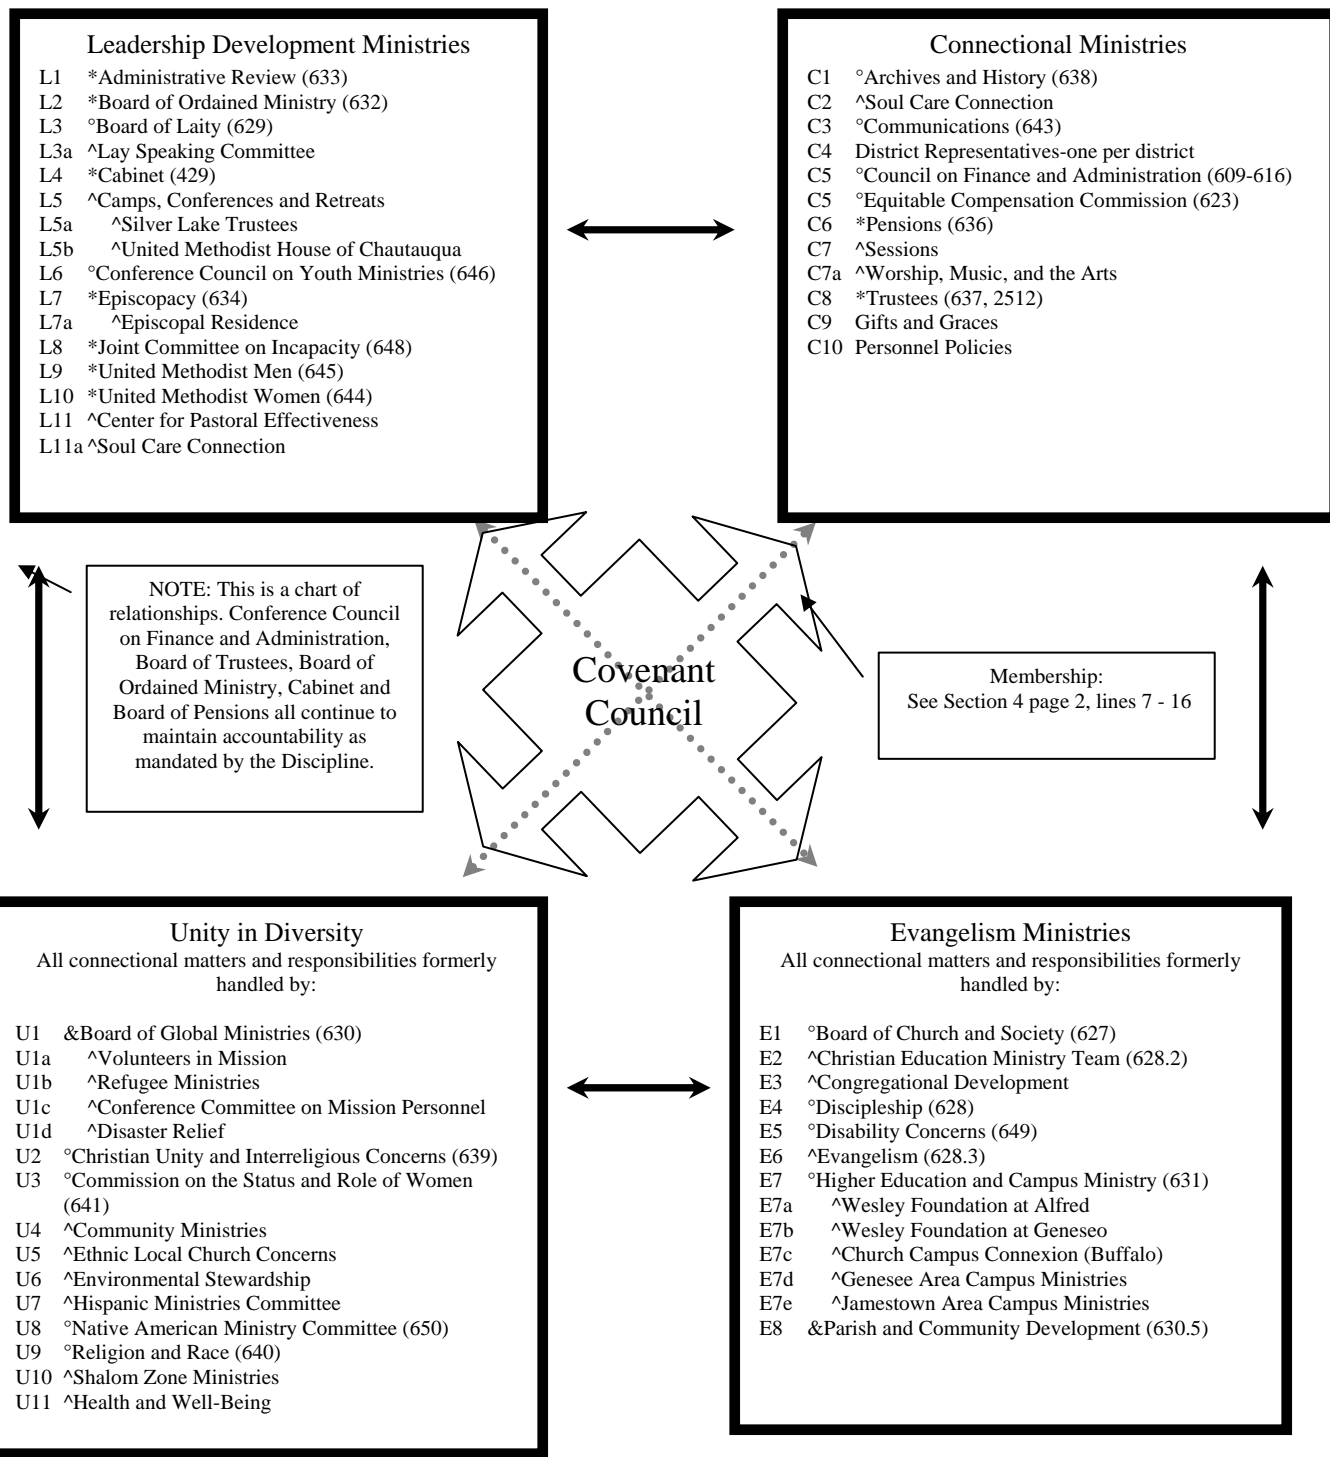 Leadership Development Ministries
L1 *Administrative Review (633)
L2 *Board of Ordained Ministry (632)
L3 °Board of Laity (629)
L3a ^Lay Speaking Committee
L4 *Cabinet (429)
L5 ^Camps, Conferences and Retreats
L5a ^Silver Lake Trustees
L5b ^United Methodist House of Chautauqua
L6 °Conference Council on Youth Ministries (646)
L7 *Episcopacy (634)
L7a ^Episcopal Residence
L8 *Joint Committee on Incapacity (648)
L9 *United Methodist Men (645)
L10 *United Methodist Women (644)
L11 ^Center for Pastoral Effectiveness
L11a ^Soul Care Connection
Connectional Ministries
C1 °Archives and History (638)
C2 ^Soul Care Connection
C3 °Communications (643)
C4 District Representatives-one per district
C5 °Council on Finance and Administration (609-616)
C5 °Equitable Compensation Commission (623)
C6 *Pensions (636)
C7 ^Sessions
C7a ^Worship, Music, and the Arts
C8 *Trustees (637, 2512)
C9 Gifts and Graces
C10 Personnel Policies
NOTE: This is a chart of
relationships. Conference Council
on Finance and Administration,
Board of Trustees, Board of
Ordained Ministry, Cabinet and
Board of Pensions all continue to
maintain accountability as
mandated by the Discipline.
Covenant
Council
Membership:
See Section 4 page 2, lines 7 - 16
Unity in Diversity
All connectional matters and responsibilities formerly
handled by:
U1 &Board of Global Ministries (630)
U1a ^Volunteers in Mission
U1b ^Refugee Ministries
U1c ^Conference Committee on Mission Personnel
U1d ^Disaster Relief
U2 °Christian Unity and Interreligious Concerns (639)
U3 °Commission on the Status and Role of Women
(641)
U4 ^Community Ministries
U5 ^Ethnic Local Church Concerns
U6 ^Environmental Stewardship
U7 ^Hispanic Ministries Committee
U8 °Native American Ministry Committee (650)
U9 °Religion and Race (640)
U10 ^Shalom Zone Ministries
U11 ^Health and Well-Being
Evangelism Ministries
All connectional matters and responsibilities formerly
handled by:
E1 °Board of Church and Society (627)
E2 ^Christian Education Ministry Team (628.2)
E3 ^Congregational Development
E4 °Discipleship (628)
E5 °Disability Concerns (649)
E6 ^Evangelism (628.3)
E7 °Higher Education and Campus Ministry (631)
E7a ^Wesley Foundation at Alfred
E7b ^Wesley Foundation at Geneseo
E7c ^Church Campus Connexion (Buffalo)
E7d ^Genesee Area Campus Ministries
E7e ^Jamestown Area Campus Ministries
E8 &Parish and Community Development (630.5)